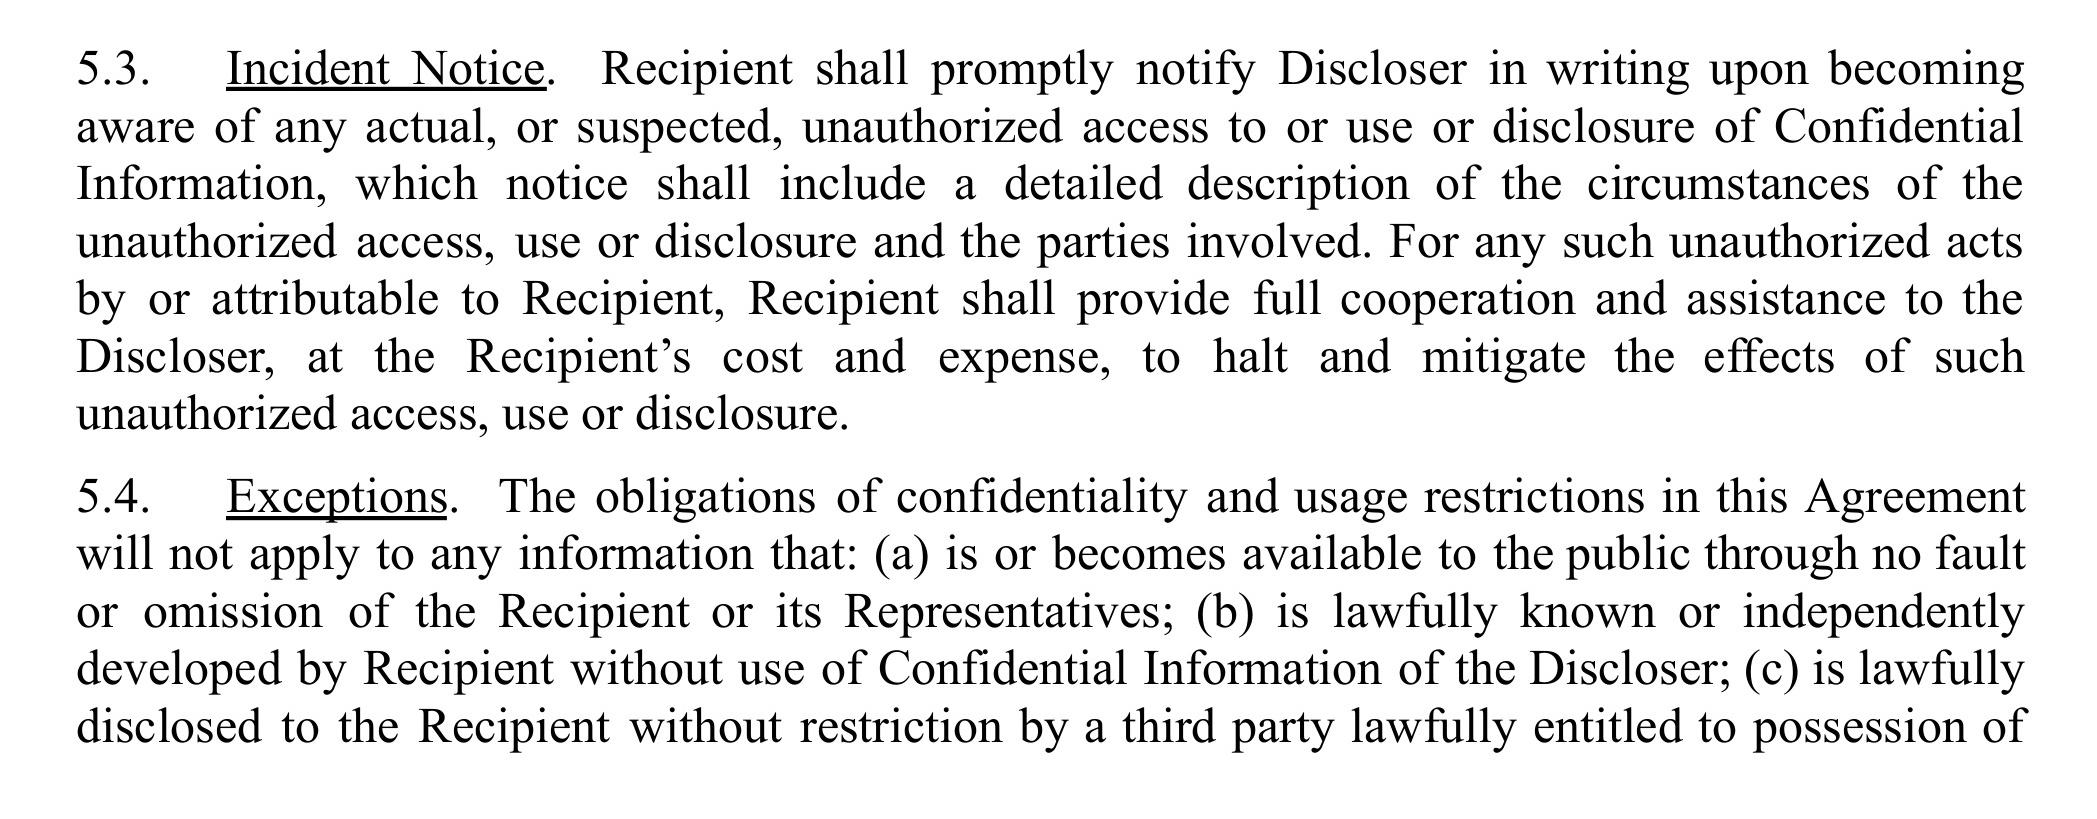 5.3. Incident Notice. Recipient shall promptly notify Discloser in writing upon becoming
aware of any actual, or suspected, unauthorized access to or use or disclosure of Confidential
Information, which notice shall include a detailed description of the circumstances of the
unauthorized access, use or disclosure and the parties involved. For any such unauthorized acts
by or attributable to Recipient, Recipient shall provide full cooperation and assistance to the
Discloser, at the Recipient’s cost and expense, to halt and mitigate the effects of such
unauthorized access, use or disclosure.
5.4. Exceptions. The obligations of confidentiality and usage restrictions in this Agreement
will not apply to any information that: (a) is or becomes available to the public through no fault
or omission of the Recipient or its Representatives; (b) is lawfully known or independently
developed by Recipient without use of Confidential Information of the Discloser; (c) is lawfully
disclosed to the Recipient without restriction by a third party lawfully entitled to possession of